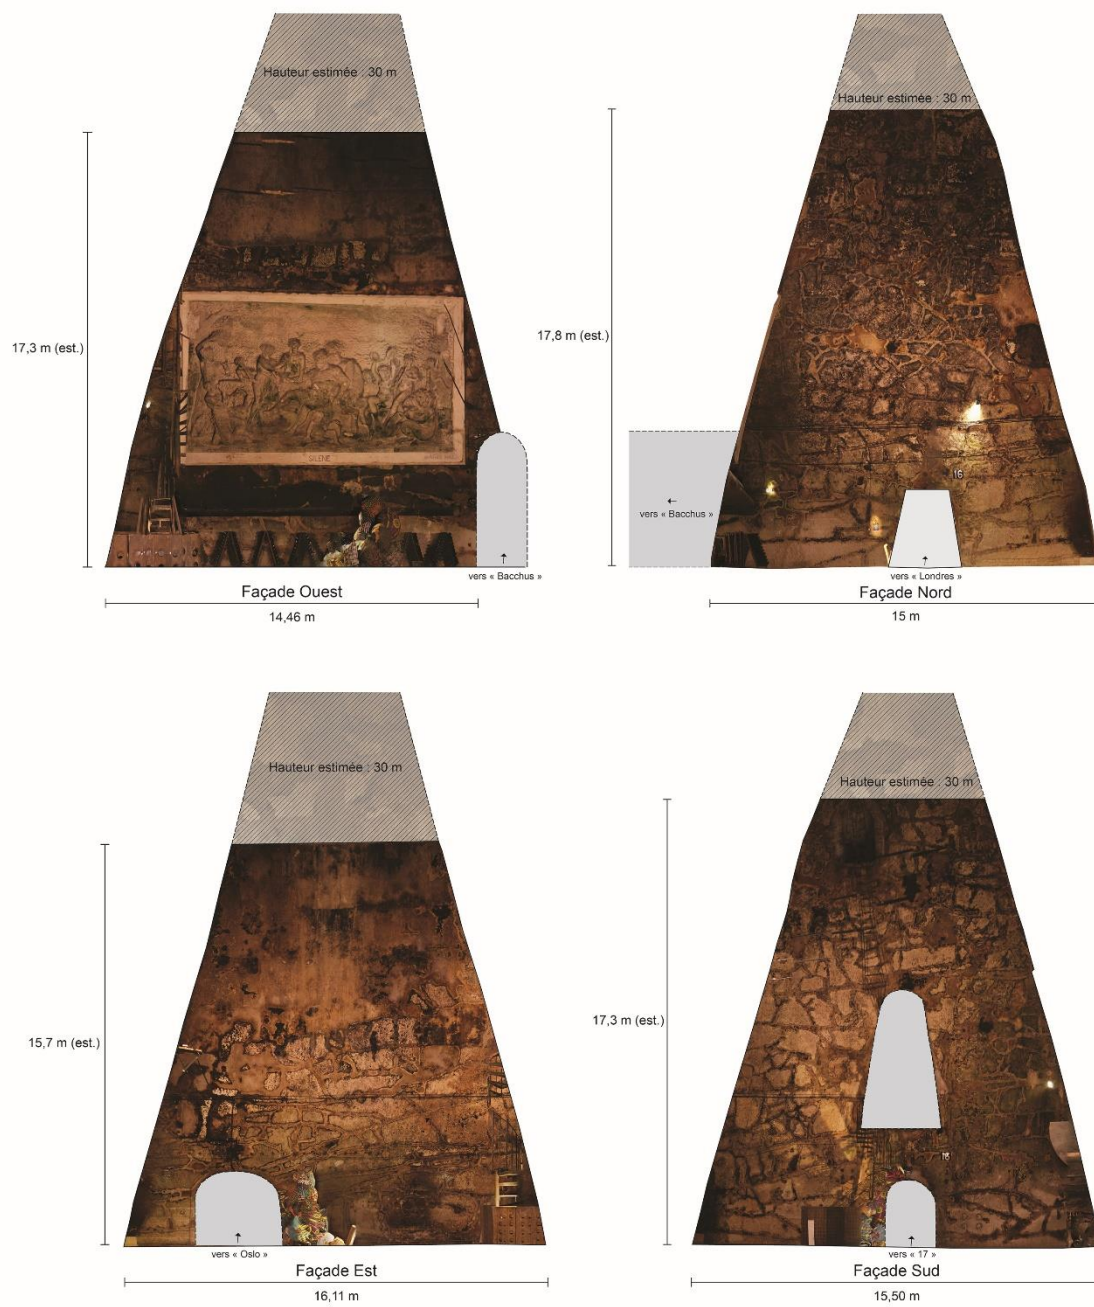 Hauteur estimée : 30 m
17,3 m (est.)
SILENE
vers « Bacchus »
Façade Ouest
14,46 m
Hauteur estimée : 30 m
17,8 m (est.)
16
vers « Bacchus »
vers « Londres »
Façade Nord
15 m
Hauteur estimée : 30 m
15,7 m (est.)
vers « Oslo »
Façade Est
16,11 m
Hauteur estimée : 30 m
17,3 m (est.)
vers « 17 »
Façade Sud
15,50 m